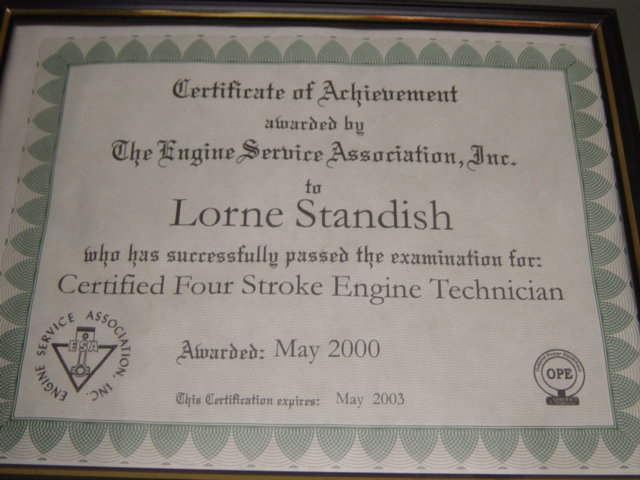 Certificate of Achievement
awarded by
The Engine Service Association, Inc.
to
Lorne Standish
who has successfully passed the examination for:
Certified Four Stroke Engine Technician
ENGINE SERVICE ASSOCIATION, INC.
ESA
Awarded: May 2000
OPE
This Certification expires: May 2003